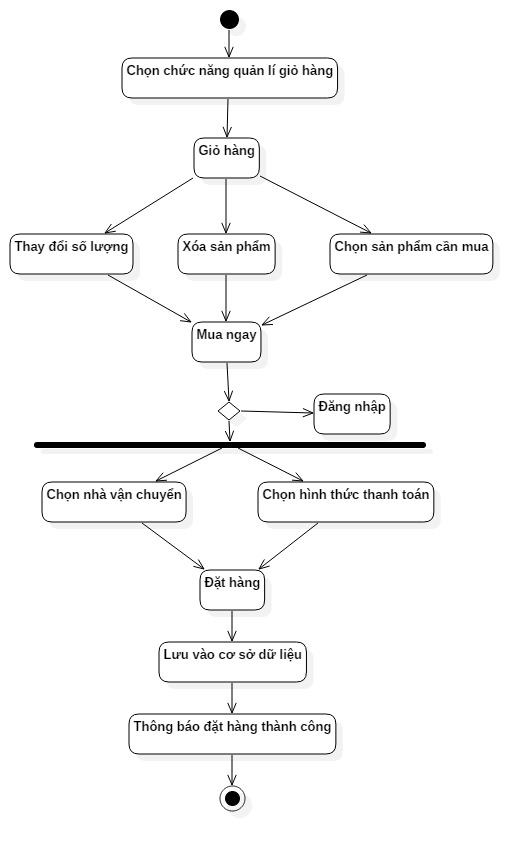 Chọn chức năng quản lí giỏ hàng
Giỏ hàng
Thay đổi số lượng
Xóa sản phẩm
Chọn sản phẩm cần mua
Mua ngay
Đăng nhập
Chọn nhà vận chuyển
Chọn hình thức thanh toán
Đặt hàng
Lưu vào cơ sở dữ liệu
Thông báo đặt hàng thành công